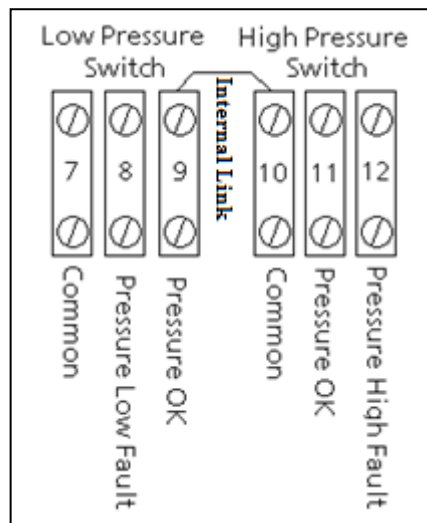 Low Pressure
Switch
High Pressure
Switch
Internal Link
7
8
9
10
11
12
Common
Pressure Low Fault
Pressure OK
Common
Pressure OK
Pressure High Fault